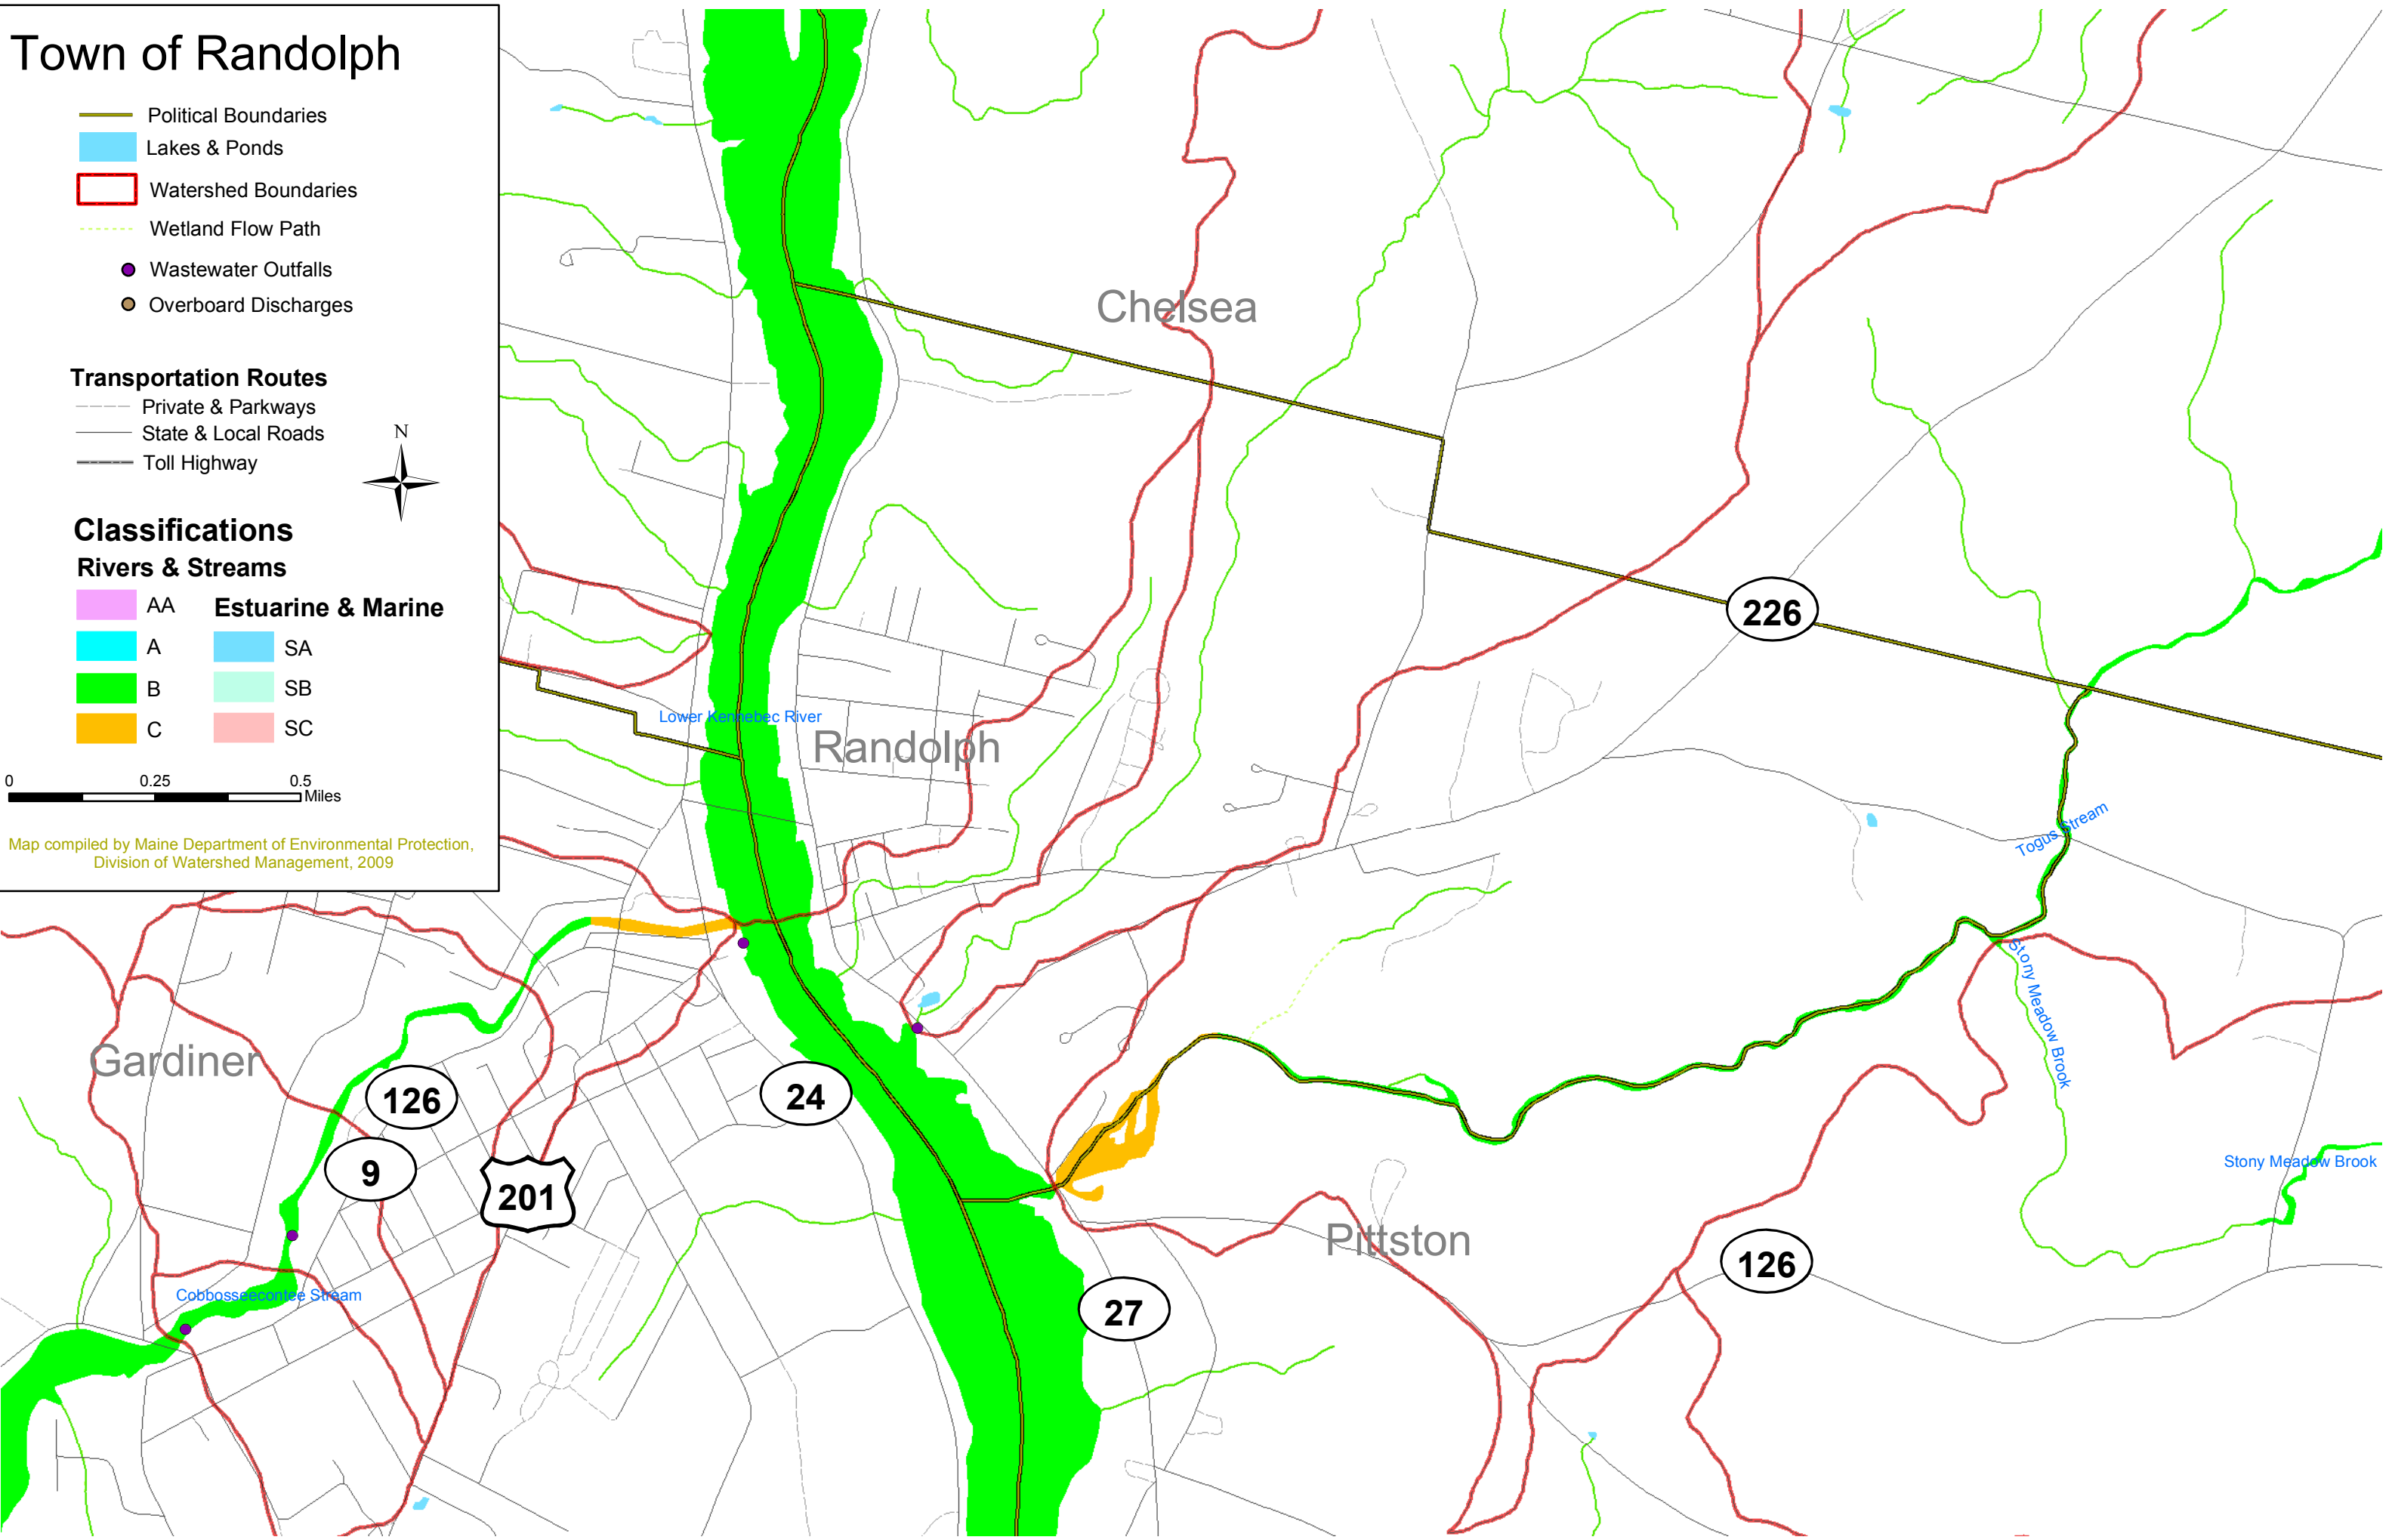 Town of Randolph
Political Boundaries
Lakes & Ponds
Watershed Boundaries
Wetland Flow Path
Wastewater Outfalls
Overboard Discharges
Transportation Routes
Private & Parkways
State & Local Roads
Toll Highway
N
Classifications
Rivers & Streams
AA
A
B
C
Estuarine & Marine
SA
SB
SC
0 0.25 0.5
Miles
Map compiled by Maine Department of Environmental Protection,
Division of Watershed Management, 2009
Chelsea
226
Lower Kennebec River
Randolph
Togus Stream
Stony Meadow Brook
Gardiner
126
24
9
201
Stony Meadow Brook
Pittston
126
Cobbosseecontee Stream
27